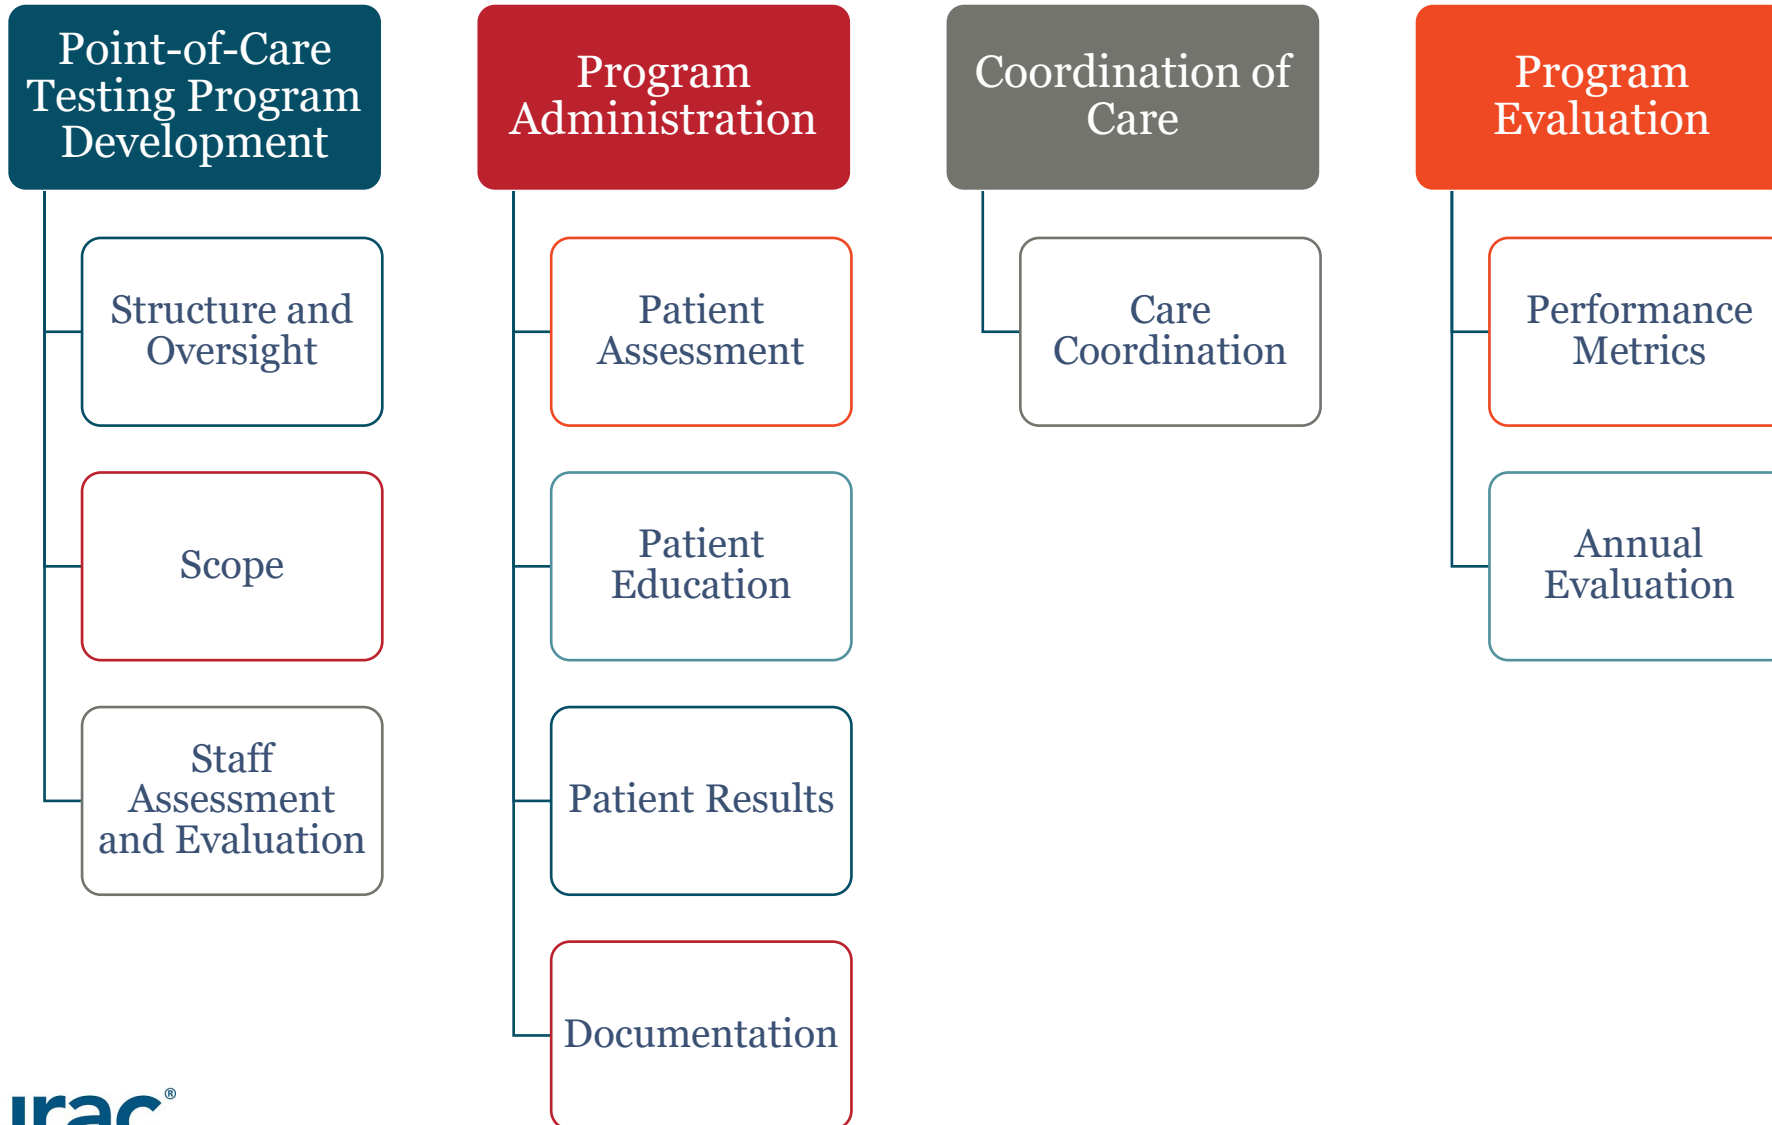 Point-of-Care
Testing Program
Development
Structure and
Oversight
Scope
Staff
Assessment
and Evaluation
Program
Administration
Patient
Assessment
Patient
Education
Patient Results
Documentation
Coordination of
Care
Care
Coordination
Program
Evaluation
Performance
Metrics
Annual
Evaluation
urac®